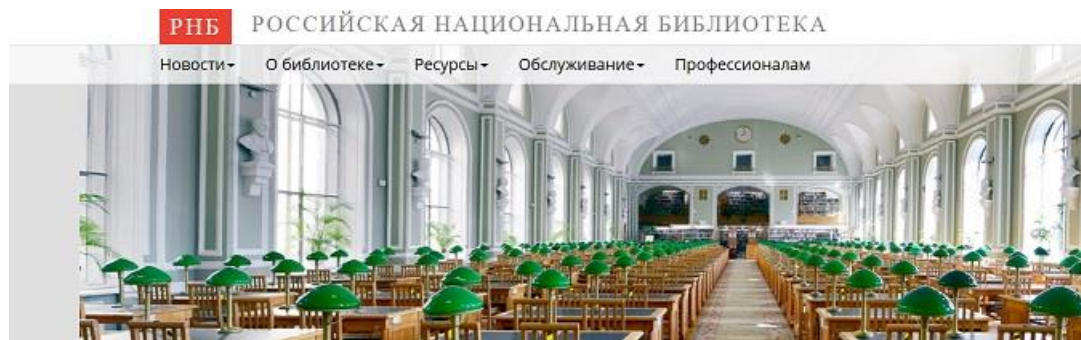 РНБ РОССИЙСКАЯ НАЦИОНАЛЬНАЯ БИБЛИОТЕКА
Новости О библиотеке Ресурсы Обслуживание Профессионалам